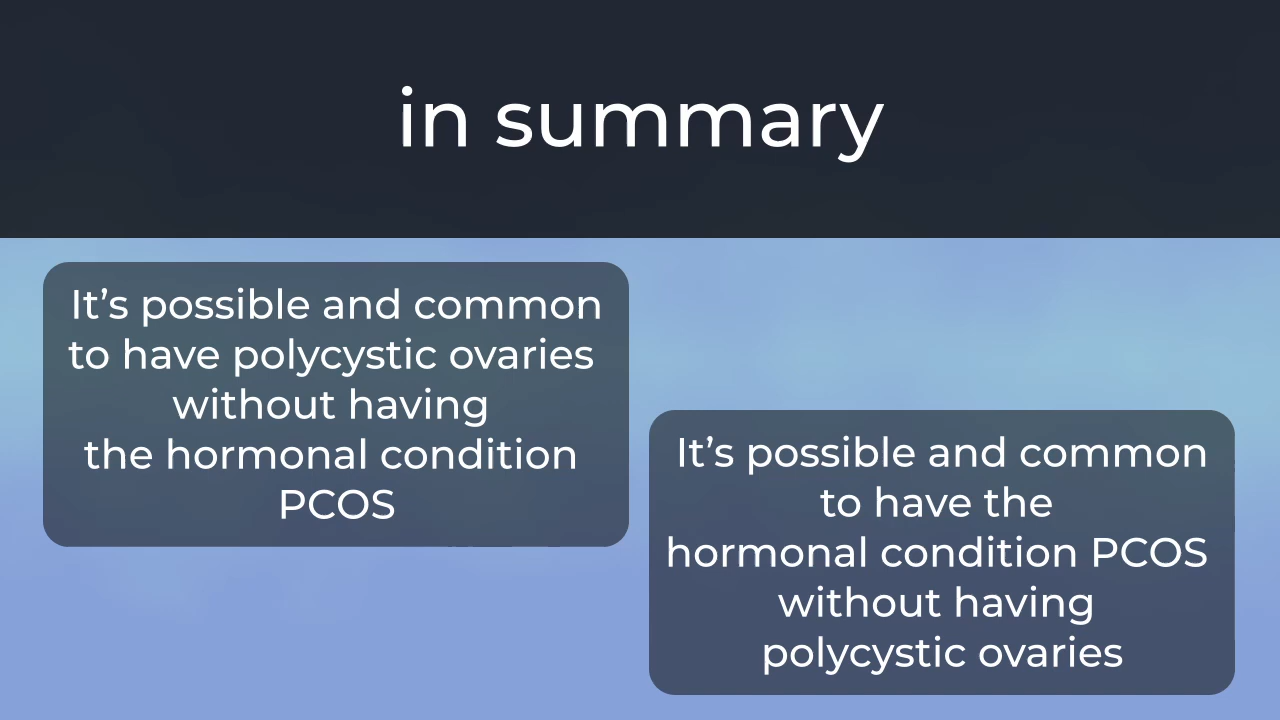 in summary
It’s possible and common
to have polycystic ovaries
without having
the hormonal condition
PCOS
It’s possible and common
to have the
hormonal condition PCOS
without having
polycystic ovaries